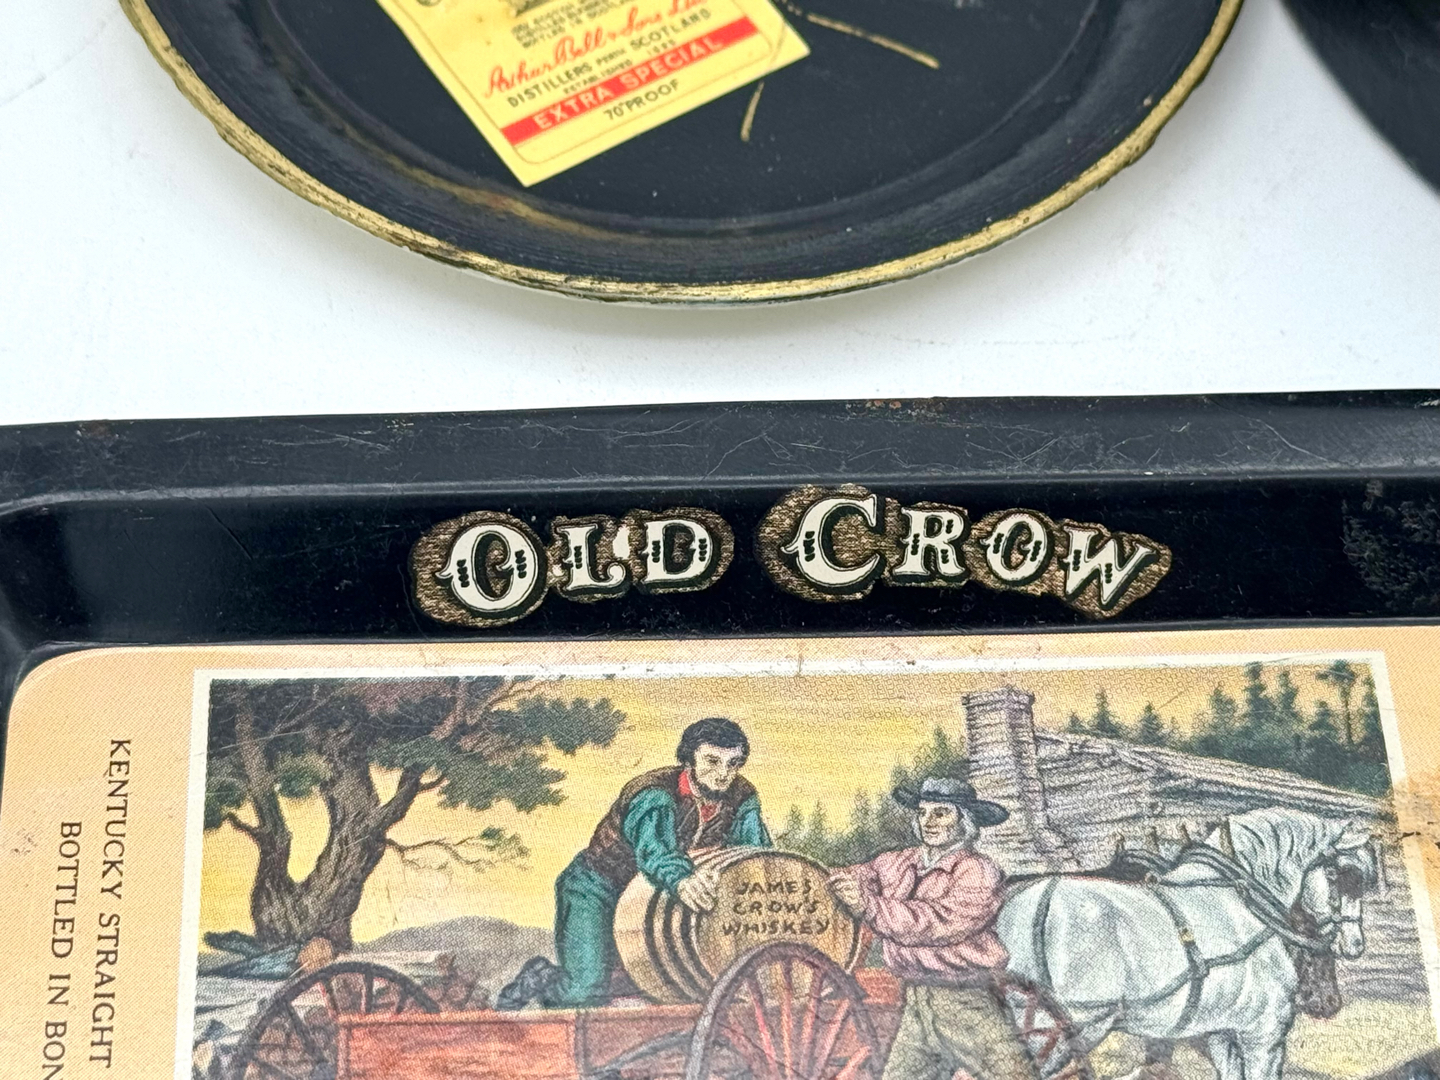 Arthur Bell & Sons Ltd
DISTILLERS PERTH SCOTLAND
ESTABLISHED
EXTRA SPECIAL
70° PROOF
OLD CROW
KENTUCKY STRAIGHT
BOTTLED IN BON
JAMES
CROW'S
WHISKEY